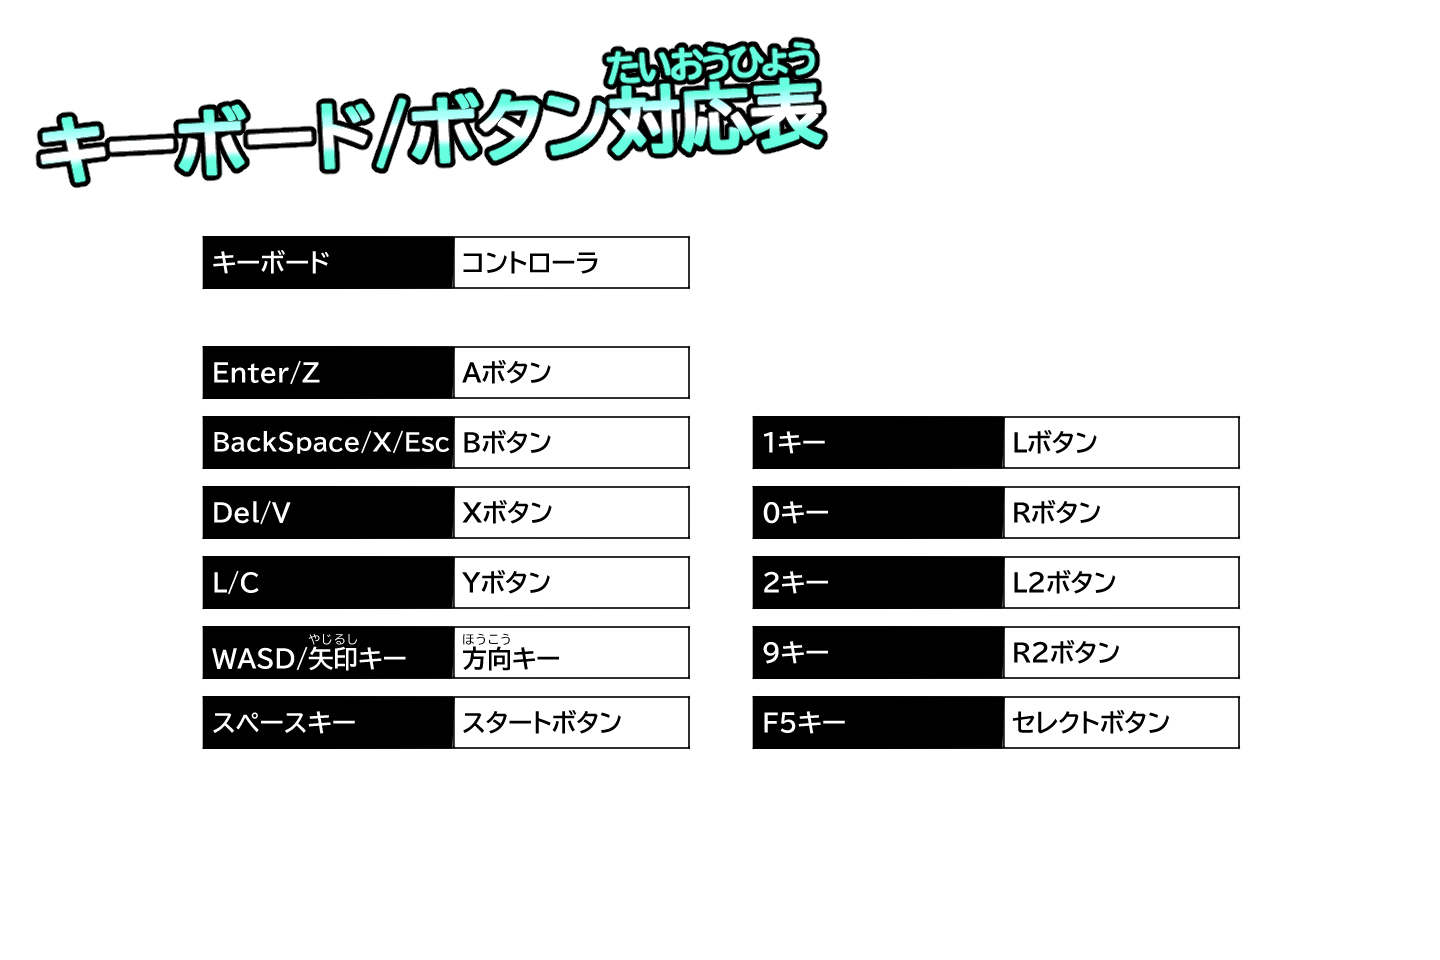 たいおうひょう
キーボード/ボタン対応表
キーボード コントローラ
Enter/Z Aボタン
BackSpace/X/Esc Bボタン
Del/V Xボタン
L/C Yボタン
やじるし ほうこう
WASD/矢印キー 方向キー
スペースキー スタートボタン
1キー Lボタン
0キー Rボタン
2キー L2ボタン
9キー R2ボタン
F5キー セレクトボタン